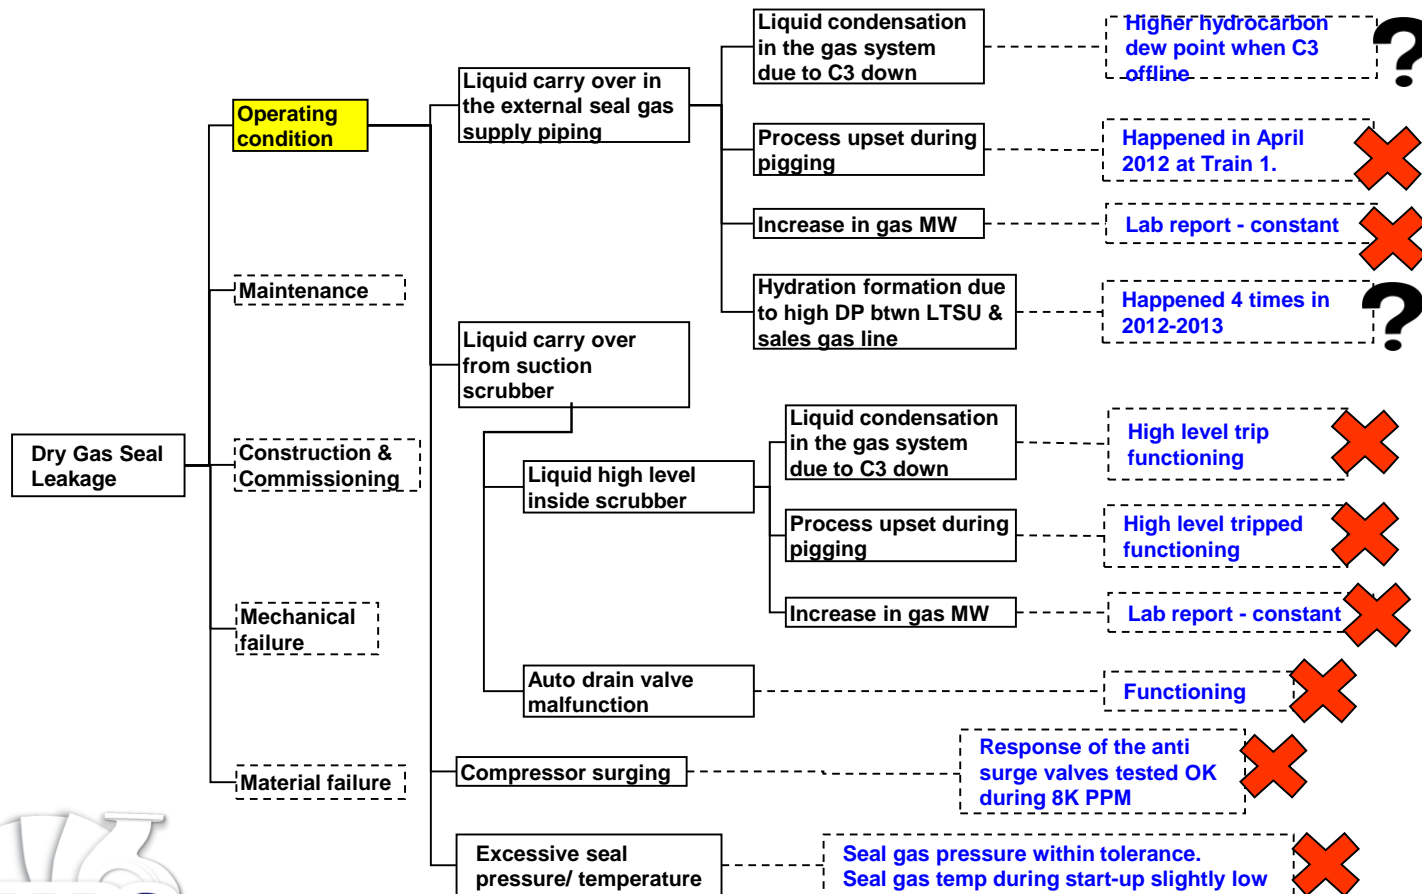 Dry Gas Seal
Leakage
Operating
condition
Maintenance
Construction &
Commissioning
Mechanical
failure
Material failure
Liquid carry over in
the external seal gas
supply piping
Liquid condensation
in the gas system
due to C3 down
Higher hydrocarbon
dew point when C3
offline
?
Process upset during
pigging
Happened in April
2012 at Train 1.
Increase in gas MW
Lab report - constant
Hydration formation due
to high DP btwn LTSU &
sales gas line
Happened 4 times in
2012-2013
?
Liquid carry over
from suction
scrubber
Liquid high level
inside scrubber
Liquid condensation
in the gas system
due to C3 down
High level trip
functioning
Process upset during
pigging
High level tripped
functioning
Increase in gas MW
Lab report - constant
Auto drain valve
malfunction
Functioning
Compressor surging
Response of the anti
surge valves tested OK
during 8K PPM
Excessive seal
pressure/ temperature
Seal gas pressure within tolerance.
Seal gas temp during start-up slightly low